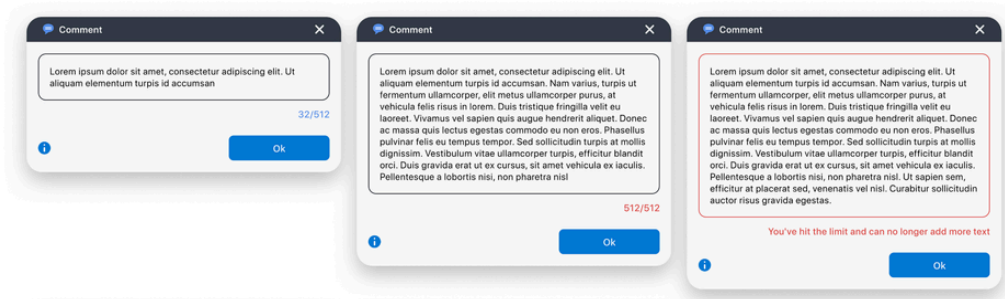 Comment
Lorem ipsum dolor sit amet, consectetur adipiscing elit. Ut
aliquam elementum turpis id accumsan
32/512
Ok
Comment
Lorem ipsum dolor sit amet, consectetur adipiscing elit. Ut
aliquam elementum turpis id accumsan. Nam varius, turpis ut
fermentum ullamcorper, elit metus ullamcorper purus, at
vehicula felis risus in lorem. Duis tristique fringilla velit eu
laoreet. Vivamus vel sapien quis augue hendrerit aliquet. Donec
ac massa quis lectus egestas commodo eu non eros. Phasellus
pulvinar felis eu tempus tempor. Sed sollicitudin turpis at mollis
dignissim. Vestibulum vitae ullamcorper turpis, efficitur blandit
orci. Duis gravida erat ut ex cursus, sit amet vehicula ex iaculis.
Pellentesque a lobortis nisi, non pharetra nisl
512/512
Ok
Comment
Lorem ipsum dolor sit amet, consectetur adipiscing elit. Ut
aliquam elementum turpis id accumsan. Nam varius, turpis ut
fermentum ullamcorper, elit metus ullamcorper purus, at
vehicula felis risus in lorem. Duis tristique fringilla velit eu
laoreet. Vivamus vel sapien quis augue hendrerit aliquet. Donec
ac massa quis lectus egestas commodo eu non eros. Phasellus
pulvinar felis eu tempus tempor. Sed sollicitudin turpis at mollis
dignissim. Vestibulum vitae ullamcorper turpis, efficitur blandit
orci. Duis gravida erat ut ex cursus, sit amet vehicula ex iaculis.
Pellentesque a lobortis nisi, non pharetra nisl. Ut sapien sem,
efficitur at placerat sed, venenatis vel nisl. Curabitur sollicitudin
auctor risus gravida egestas.
You've hit the limit and can no longer add more text
Ok